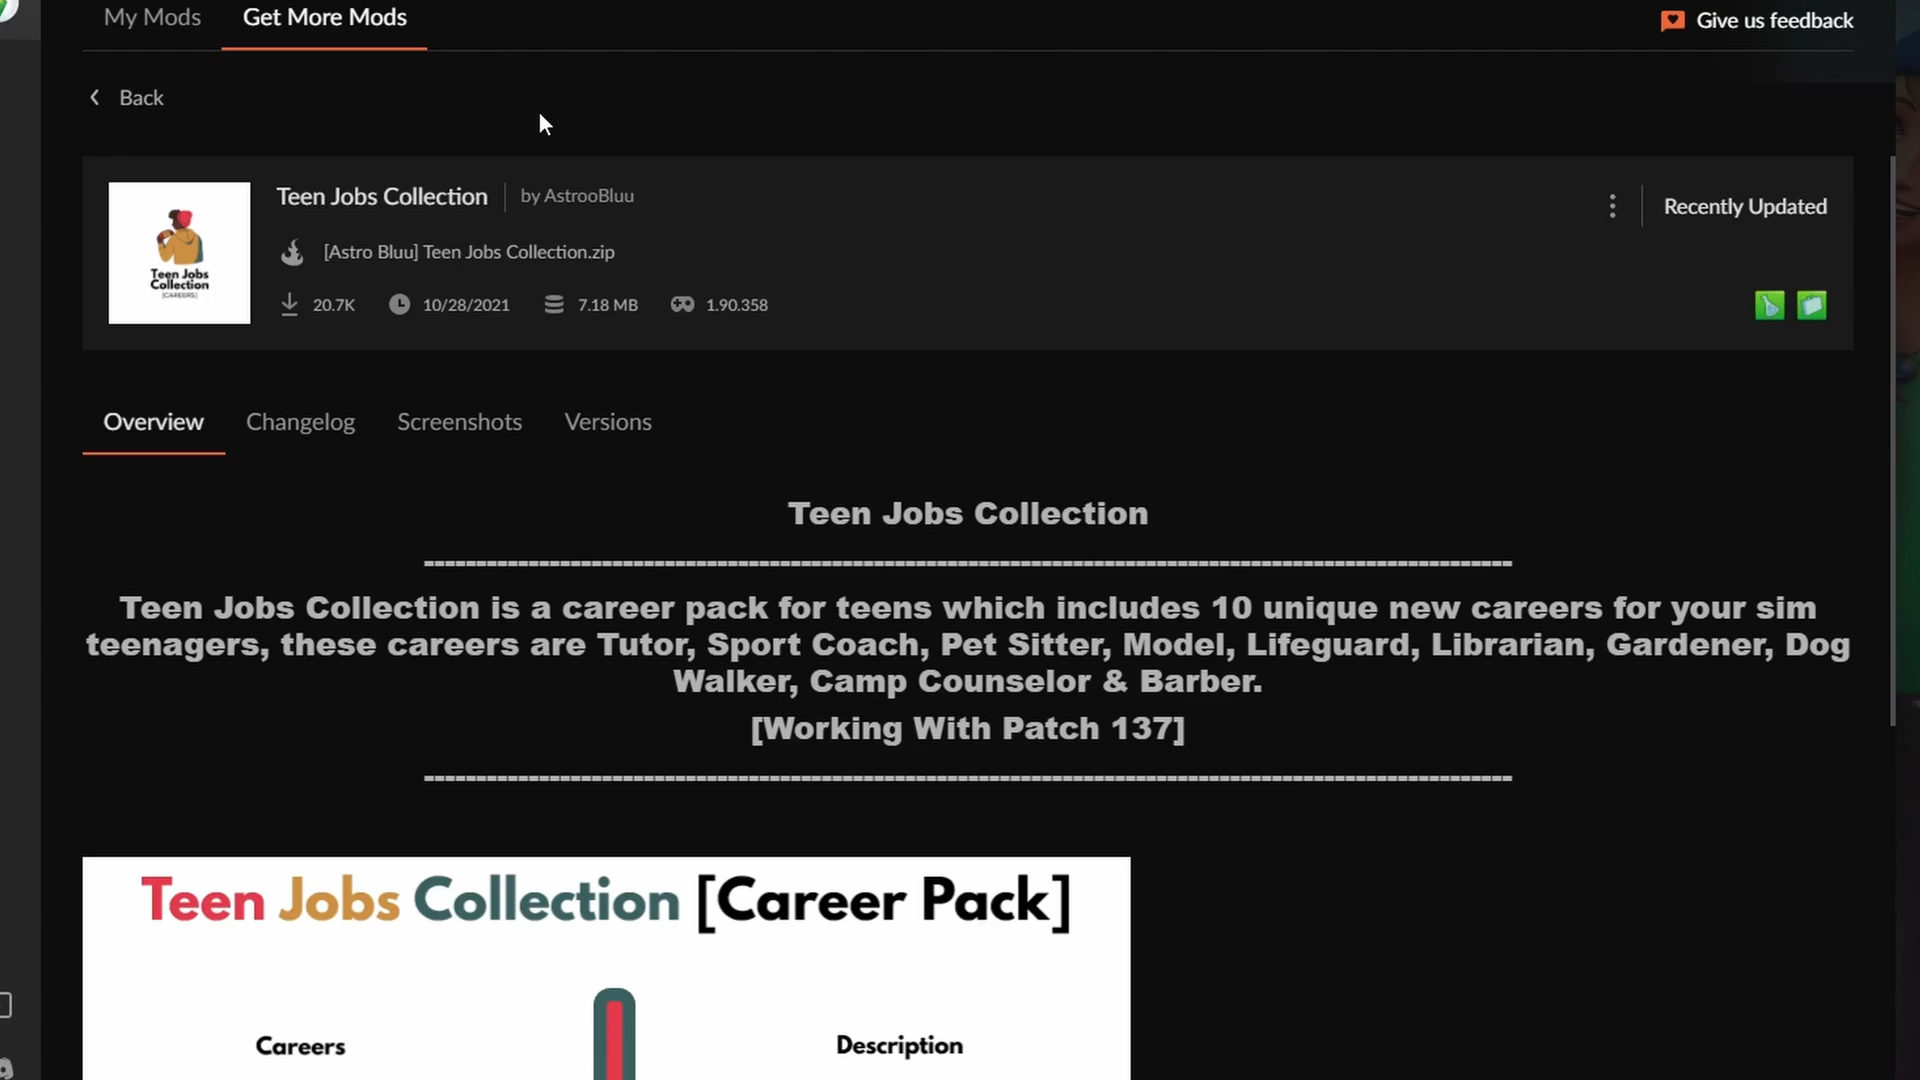 My Mods
Get More Mods
Give us feedback
Back
Teen Jobs Collection
by AstrooBluu
Recently Updated
[Astro Bluu] Teen Jobs Collection.zip
Teen Jobs
Collection
[CAREERS]
20.7K
10/28/2021
7.18 MB
1.90.358
Overview
Changelog
Screenshots
Versions
Teen Jobs Collection
Teen Jobs Collection is a career pack for teens which includes 10 unique new careers for your sim
teenagers, these careers are Tutor, Sport Coach, Pet Sitter, Model, Lifeguard, Librarian, Gardener, Dog
Walker, Camp Counselor & Barber.
[Working With Patch 137]
Teen Jobs Collection [Career Pack]
Careers
Description